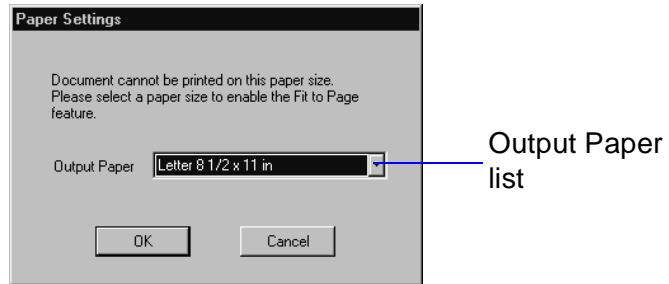 Paper Settings
Document cannot be printed on this paper size.
Please select a paper size to enable the Fit to Page
feature.
Output Paper
Letter 8 1/2 x 11 in
OK
Cancel
Output Paper
list